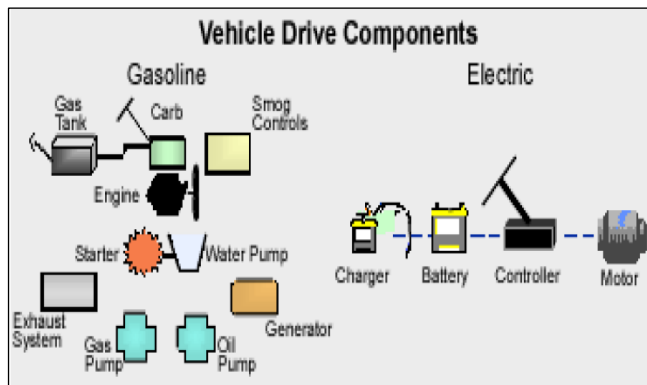 Vehicle Drive Components
Gasoline
Electric
Gas
Tank
Carb
Smog
Controls
Engine
Starter
Water Pump
Exhaust
System
Gas
Pump
Oil
Pump
Generator
Charger
Battery
Controller
Motor